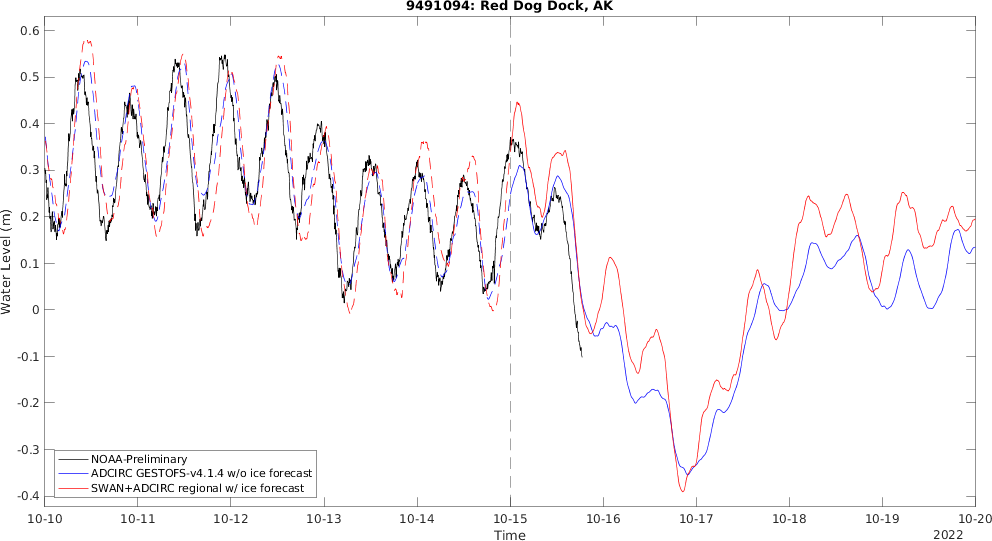 9491094: Red Dog Dock, AK
Water Level (m)
0.6
0.5
0.4
0.3
0.2
0.1
0
-0.1
-0.2
-0.3
-0.4
NOAA-Preliminary
ADCIRC GESTOFS-v4.1.4 w/o ice forecast
SWAN+ADCIRC regional w/ ice forecast
10-10 10-11 10-12 10-13 10-14 10-15 10-16 10-17 10-18 10-19 10-20
Time
2022